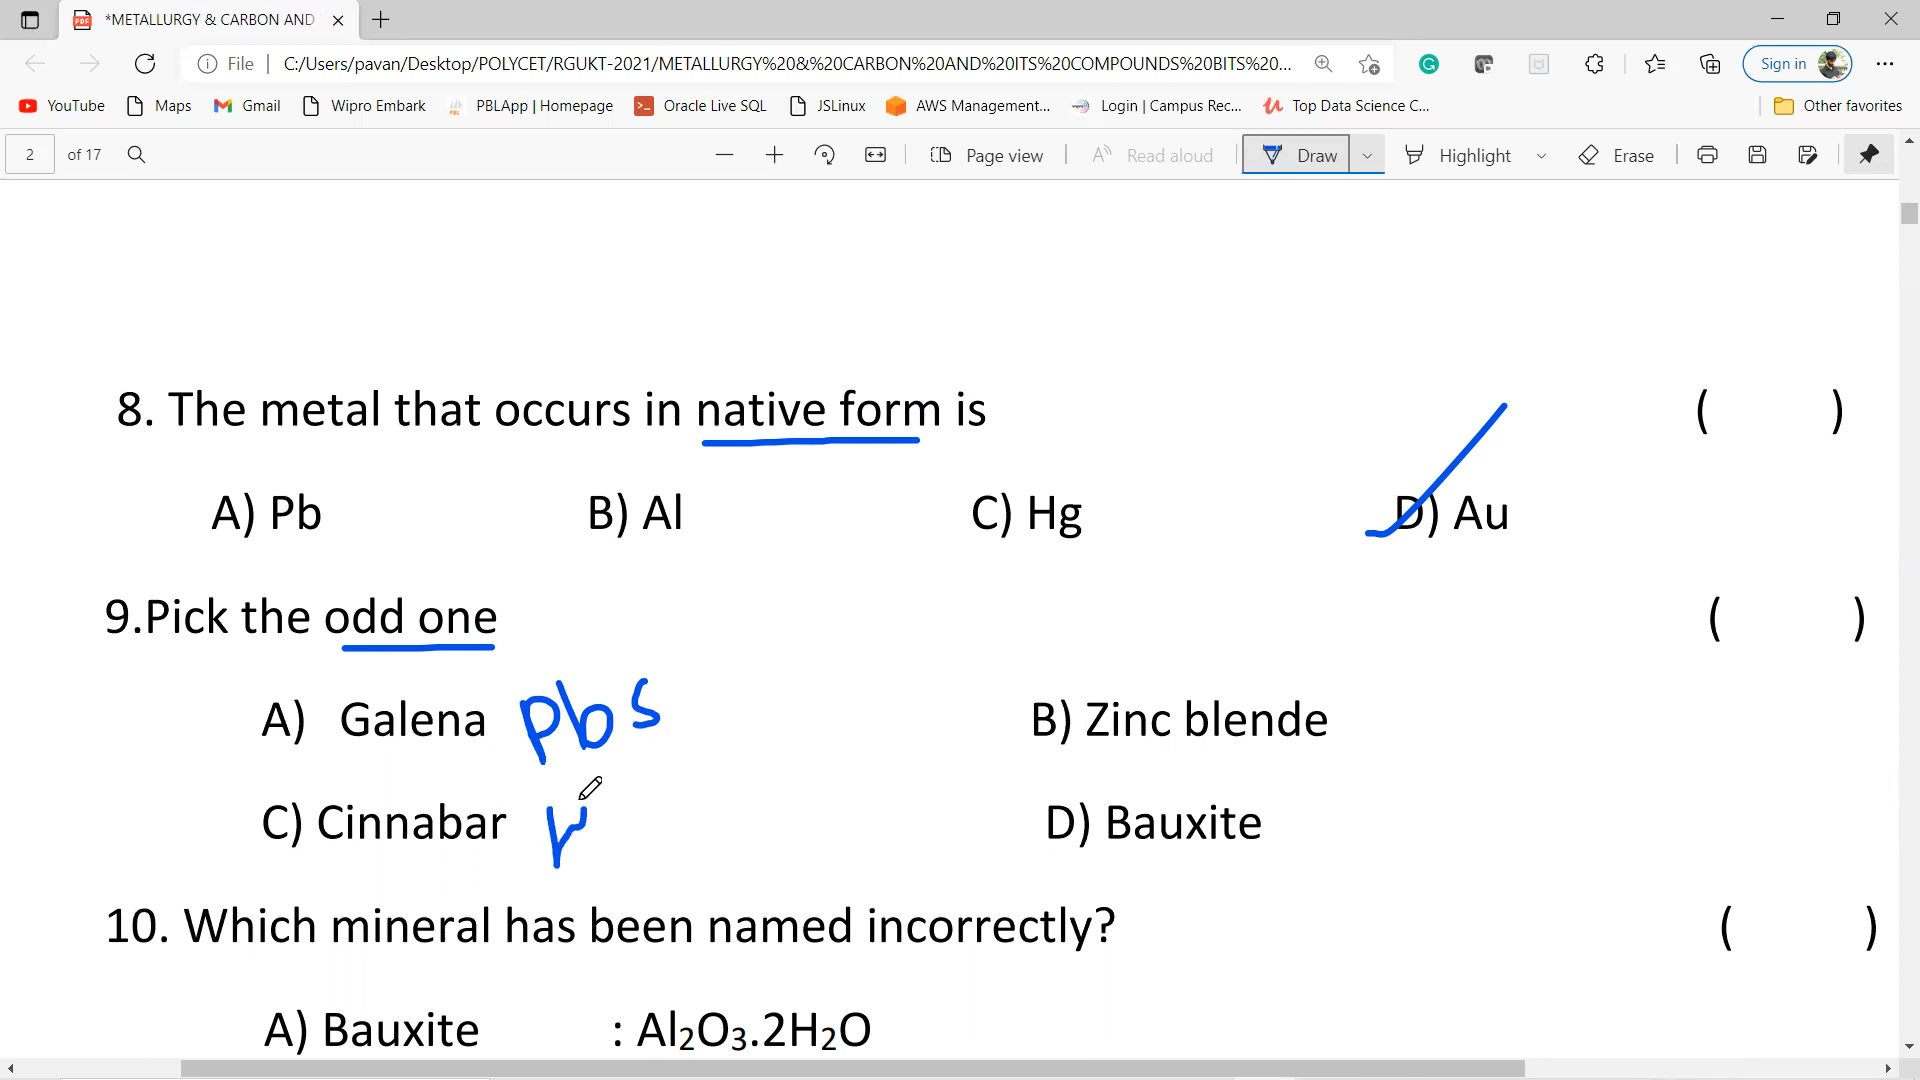 *METALLURGY & CARBON AND
File C:/Users/pavan/Desktop/POLYCET/RGUKT-2021/METALLURGY%20&%20CARBON%20AND%20ITS%20COMPOUNDS%20BITS%20... Sign in
YouTube Maps Gmail Wipro Embark PBLApp | Homepage Oracle Live SQL JSLinux AWS Management... Login | Campus Rec... Top Data Science C... Other favorites
2 of 17 Page view Read aloud Draw Highlight Erase
8. The metal that occurs in native form is ( )
A) Pb B) Al C) Hg D) Au
9.Pick the odd one ( )
A) Galena Pbs B) Zinc blende
C) Cinnabar D) Bauxite
10. Which mineral has been named incorrectly? ( )
A) Bauxite : Al₂O₃.2H₂O